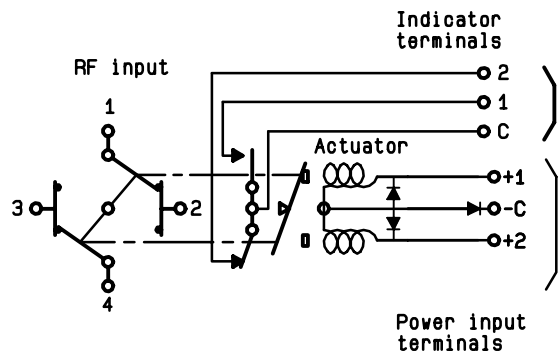 Indicator
terminals
RF input
2
1
1
C
Actuator
+1
3
2
-C
+2
4
Power input
terminals